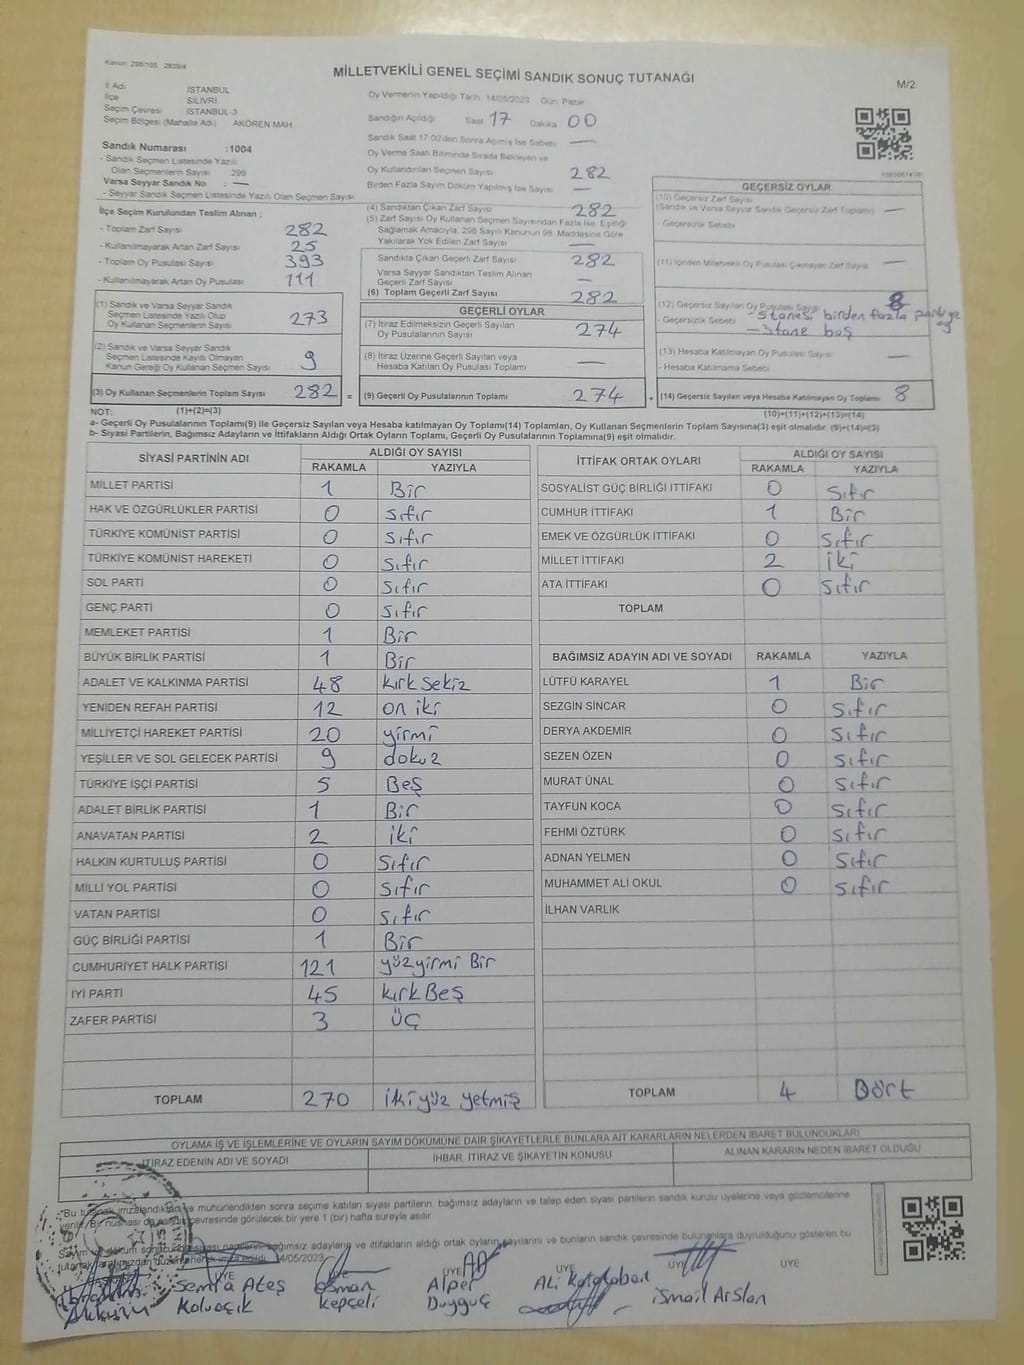 Kanun: 298/105 2839/4
MİLLETVEKİLİ GENEL SEÇİMİ SANDIK SONUÇ TUTANAĞI
M/2
İl Adı İSTANBUL
İlçe SİLİVRİ
Seçim Çevresi İSTANBUL-3
Seçim Bölgesi (Mahalle Adı) AKÖREN MAH.
Sandık Numarası :1004
- Sandık Seçmen Listesinde Yazılı
Olan Seçmenlerin Sayısı 299
Varsa Seyyar Sandık No : —
- Seyyar Sandık Seçmen Listesinde Yazılı Olan Seçmen Sayısı
Oy Vermenin Yapıldığı Tarih 14/05/2023 Gün Pazar
Sandığın Açıldığı Saat 17 Dakika 00
Sandık Saat 17:00'den Sonra Açılmış İse Sebebi —
Oy Verme Saati Bitiminde Sırada Bekleyen ve
Oy Kullandırılan Seçmen Sayısı 282
Birden Fazla Sayım Döküm Yapılmış İse Sayısı —
İlçe Seçim Kurulundan Teslim Alınan ;
- Toplam Zarf Sayısı 282
- Kullanılmayarak Artan Zarf Sayısı 25
- Toplam Oy Pusulası Sayısı 393
- Kullanılmayarak Artan Oy Pusulası 111
(4) Sandıktan Çıkan Zarf Sayısı 282
(5) Zarf Sayısı Oy Kullanan Seçmen Sayısından Fazla İse, Eşitliği
Sağlamak Amacıyla, 298 Sayılı Kanunun 98. Maddesine Göre
Yakılarak Yok Edilen Zarf Sayısı —
Sandıkta Çıkan Geçerli Zarf Sayısı 282
Varsa Seyyar Sandıktan Teslim Alınan
Geçerli Zarf Sayısı —
(6) Toplam Geçerli Zarf Sayısı 282
(1) Sandık ve Varsa Seyyar Sandık
Seçmen Listesinde Yazılı Olup
Oy Kullanan Seçmenlerin Sayısı 273
(2) Sandık ve Varsa Seyyar Sandık
Seçmen Listesinde Kayıtlı Olmayan
Kanun Gereği Oy Kullanan Seçmen Sayısı 9
(3) Oy Kullanan Seçmenlerin Toplam Sayısı 282 =
GEÇERLİ OYLAR
(7) İtiraz Edilmeksizin Geçerli Sayılan
Oy Pusulalarının Sayısı 274
(8) İtiraz Üzerine Geçerli Sayılan veya
Hesaba Katılan Oy Pusulası Toplamı —
(9) Geçerli Oy Pusulalarının Toplamı 274 +
GEÇERSİZ OYLAR
(10) Geçersiz Zarf Sayısı
(Sandık ve Varsa Seyyar Sandık Geçersiz Zarf Toplamı) —
- Geçersizlik Sebebi
(11) İçinden Milletvekili Oy Pusulası Çıkmayan Zarf Sayısı —
(12) Geçersiz Sayılan Oy Pusulası Sayısı 8
- Geçersizlik Sebebi - 5tanesi birden fazla partiye oy
- 3tane boş
(13) Hesaba Katılmayan Oy Pusulası Sayısı —
- Hesaba Katılmama Sebebi
(14) Geçersiz Sayılan veya Hesaba Katılmayan Oy Toplamı 8
NOT: (1)+(2)=(3) (10)+(11)+(12)+(13)=(14)
a- Geçerli Oy Pusulalarının Toplamı(9) ile Geçersiz Sayılan veya Hesaba katılmayan Oy Toplamı(14) Toplamları, Oy Kullanan Seçmenlerin Toplam Sayısına(3) eşit olmalıdır. (9)+(14)=(3)
b- Siyasi Partilerin, Bağımsız Adayların ve İttifakların Aldığı Ortak Oyların Toplamı, Geçerli Oy Pusulalarının Toplamına(9) eşit olmalıdır.
SİYASİ PARTİNİN ADI ALDIĞI OY SAYISI
RAKAMLA YAZIYLA
MİLLET PARTİSİ 1 Bir
HAK VE ÖZGÜRLÜKLER PARTİSİ 0 Sıfır
TÜRKİYE KOMÜNİST PARTİSİ 0 Sıfır
TÜRKİYE KOMÜNİST HAREKETİ 0 Sıfır
SOL PARTİ 0 Sıfır
GENÇ PARTİ 0 Sıfır
MEMLEKET PARTİSİ 1 Bir
BÜYÜK BİRLİK PARTİSİ 1 Bir
ADALET VE KALKINMA PARTİSİ 48 kırk sekiz
YENİDEN REFAH PARTİSİ 12 on iki
MİLLİYETÇİ HAREKET PARTİSİ 20 yirmi
YEŞİLLER VE SOL GELECEK PARTİSİ 9 dokuz
TÜRKİYE İŞÇİ PARTİSİ 5 Beş
ADALET BİRLİK PARTİSİ 1 Bir
ANAVATAN PARTİSİ 2 iki
HALKIN KURTULUŞ PARTİSİ 0 Sıfır
MİLLİ YOL PARTİSİ 0 Sıfır
VATAN PARTİSİ 0 Sıfır
GÜÇ BİRLİĞİ PARTİSİ 1 Bir
CUMHURİYET HALK PARTİSİ 121 yüzyirmi Bir
İYİ PARTİ 45 kırk Beş
ZAFER PARTİSİ 3 Üç
TOPLAM 270 ikiyüz yetmiş
İTTİFAK ORTAK OYLARI ALDIĞI OY SAYISI
RAKAMLA YAZIYLA
SOSYALİST GÜÇ BİRLİĞİ İTTİFAKI 0 Sıfır
CUMHUR İTTİFAKI 1 Bir
EMEK VE ÖZGÜRLÜK İTTİFAKI 0 Sıfır
MİLLET İTTİFAKI 2 iki
ATA İTTİFAKI 0 Sıfır
TOPLAM
BAĞIMSIZ ADAYIN ADI VE SOYADI RAKAMLA YAZIYLA
LÜTFÜ KARAYEL 1 Bir
SEZGİN SİNCAR 0 Sıfır
DERYA AKDEMİR 0 Sıfır
SEZEN ÖZEN 0 Sıfır
MURAT ÜNAL 0 Sıfır
TAYFUN KOCA 0 Sıfır
FEHMİ ÖZTÜRK 0 Sıfır
ADNAN YELMEN 0 Sıfır
MUHAMMET ALİ OKUL 0 Sıfır
İLHAN VARLIK
TOPLAM 4 Dört
OYLAMA İŞ VE İŞLEMLERİNE VE OYLARIN SAYIM DÖKÜMÜNE DAİR ŞİKAYETLERLE BUNLARA AİT KARARLARIN NELERDEN İBARET BULUNDUKLARI
İTİRAZ EDENİN ADI VE SOYADI İHBAR, İTİRAZ VE ŞİKAYETİN KONUSU ALINAN KARARIN NEDEN İBARET OLDUĞU
"Bu tutanak imzalandıktan ve mühürlendikten sonra seçime katılan siyasi partilerin, bağımsız adayların ve talep eden siyasi partilerin sandık kurulu üyelerine veya gözlemcilerine
verilir. Bir nüshası da sandık çevresinde görülecek bir yere 1 (bir) hafta süreyle asılır.
Sayım ve döküm sonucu siyasi partilerin, bağımsız adayların ve ittifakların aldığı ortak oyların sayılarını ve bunların sandık çevresinde bulunanlara duyurulduğunu gösteren bu
tutanak tarafımızdan düzenlenerek imza edildi. 14/05/2023
ÜYE ÜYE ÜYE ÜYE
Semra Ateş Kolvaçık
Osman Kepçeli
Alper Duyguç
Ali
İsmail Arslan